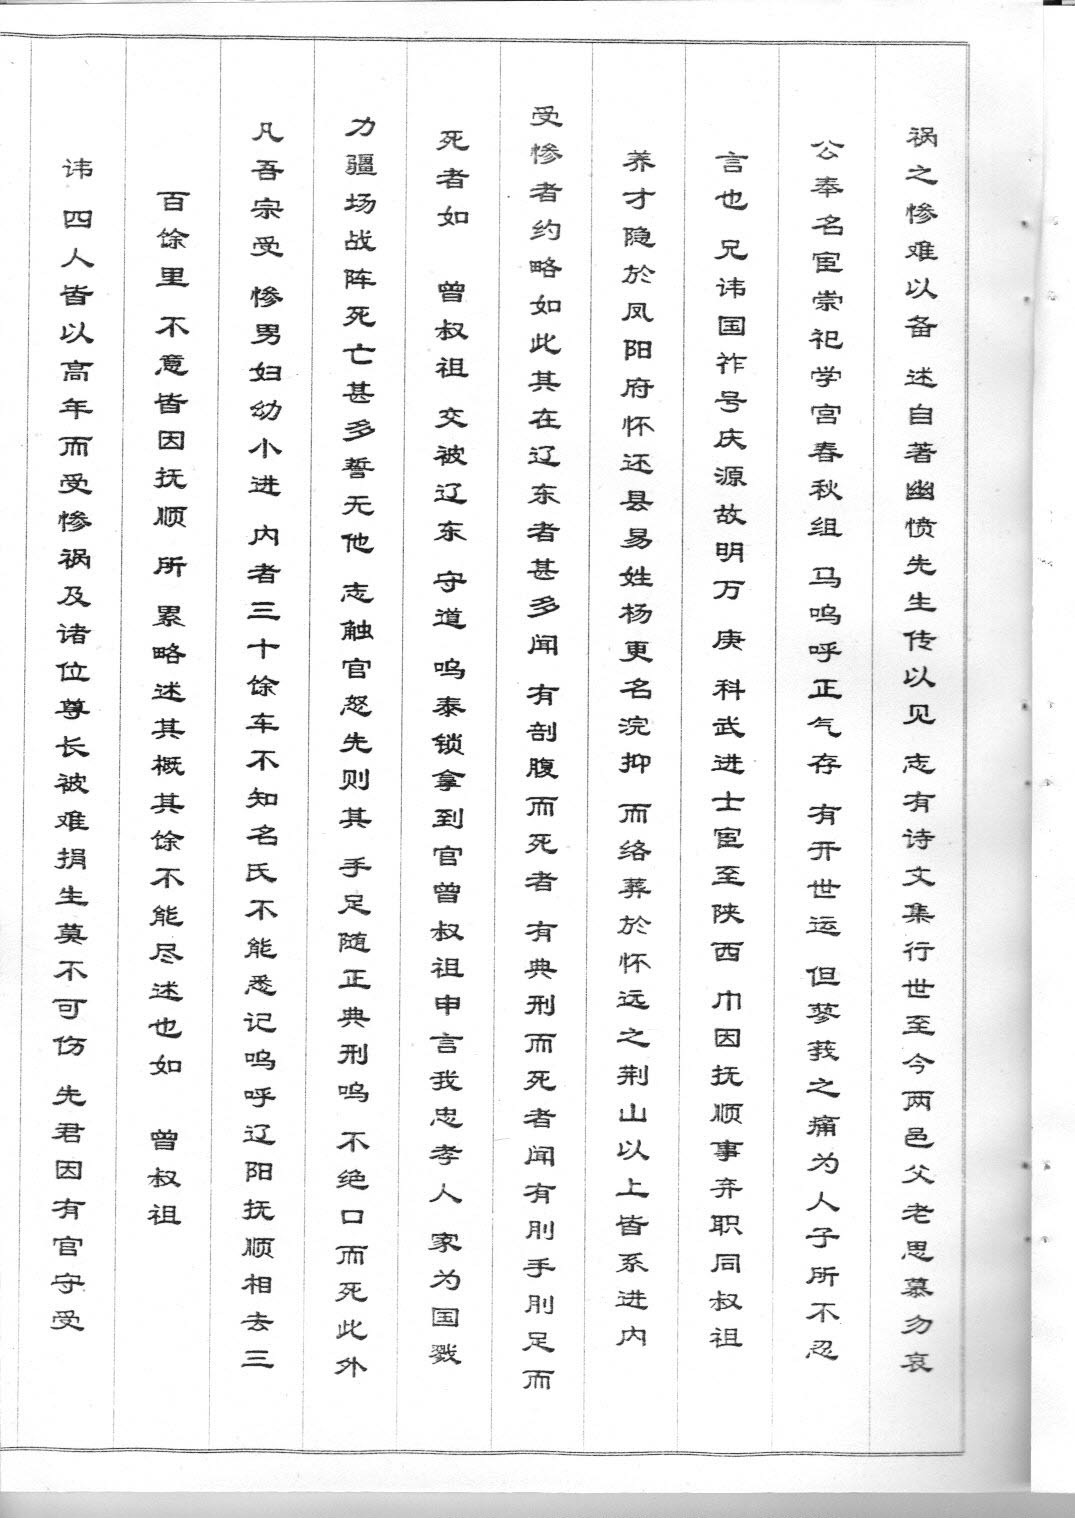 祸之惨难以备 述自著幽愤先生传以见 志有诗文集行世至今两邑父老思慕勿哀
公奉名宦崇祀学宫春秋组 马呜呼正气存 有开世运 但蓼莪之痛为人子所不忍
言也 兄讳国祚号庆源故明万 庚 科武进士宦至陕西 巾因抚顺事弃职同叔祖
养才隐於凤阳府怀还县易姓杨更名浣抑 而络葬於怀远之荆山以上皆系进内
受惨者约略如此其在辽东者甚多闻 有剖腹而死者 有典刑而死者闻有刖手刖足而
死者如 曾叔祖 交被辽东 守道 呜泰锁拿到官曾叔祖申言我忠孝人 家为国戮
力疆场战阵死亡甚多誓无他 志触官怒先则其 手足随正典刑呜 不绝口而死此外
凡吾宗受 惨男妇幼小进 内者三十馀车不知名氏不能悉记呜呼辽阳抚顺相去三
百馀里 不意皆因抚顺 所 累略述其概其馀不能尽述也如 曾叔祖
讳 四人皆以高年而受惨祸及诸位尊长被难捐生莫不可伤 先君因有官守受